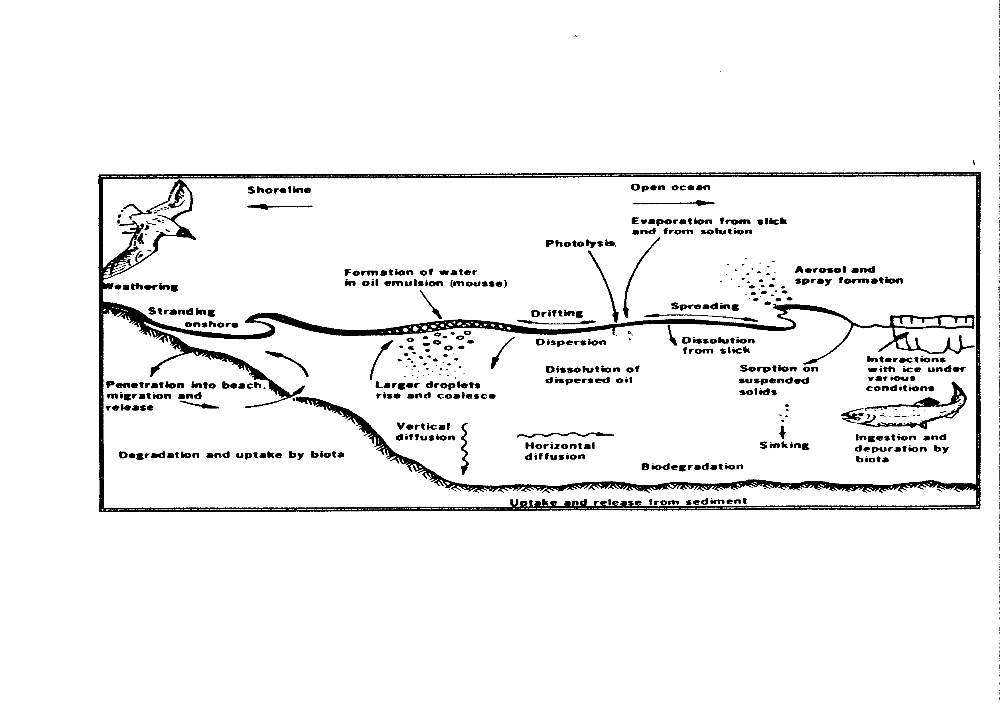 Shoreline
Open ocean
Evaporation from slick
and from solution
Photolysis
Formation of water
in oil emulsion (mousse)
Aerosol and
spray formation
Weathering
Stranding
onshore
Drifting
Spreading
Dispersion
Dissolution
from slick
Dissolution of
dispersed oil
Sorption on
suspended
solids
Interactions
with ice under
various
conditions
Penetration into beach,
migration and
release
Larger droplets
rise and coalesce
Vertical
diffusion
Horizontal
diffusion
Sinking
Ingestion and
depuration by
biota
Degradation and uptake by biota
Biodegradation
Uptake and release from sediment